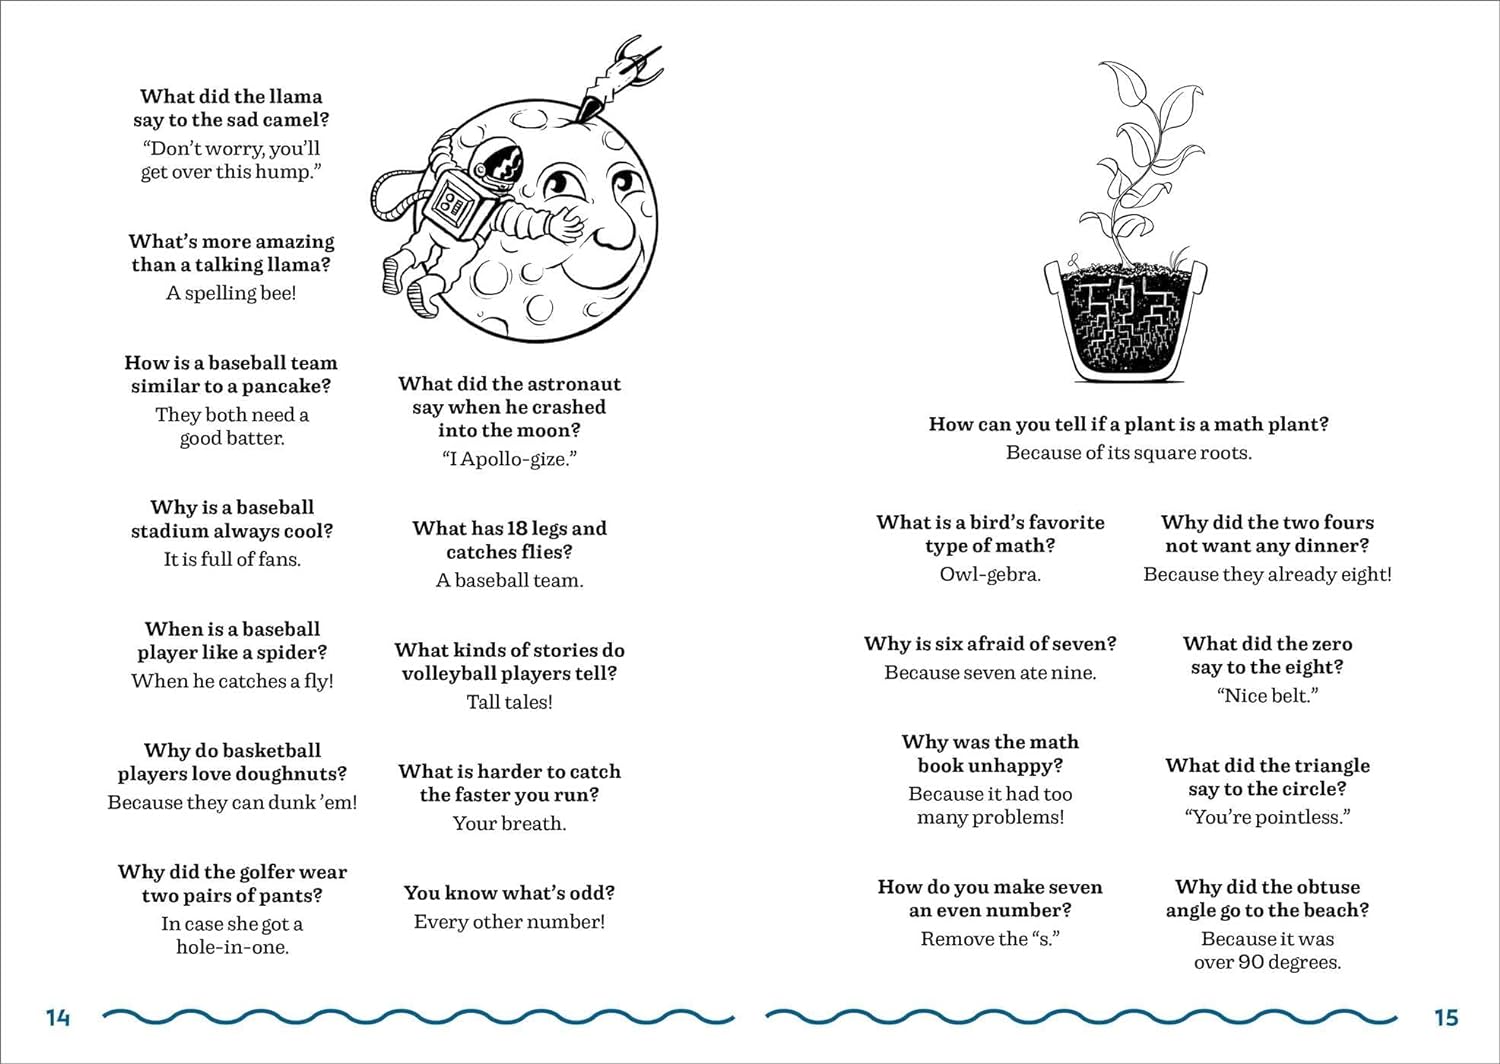 What did the llama
say to the sad camel?
“Don’t worry, you’ll
get over this hump.”
What’s more amazing
than a talking llama?
A spelling bee!
How is a baseball team
similar to a pancake?
They both need a
good batter.
Why is a baseball
stadium always cool?
It is full of fans.
When is a baseball
player like a spider?
When he catches a fly!
Why do basketball
players love doughnuts?
Because they can dunk ’em!
Why did the golfer wear
two pairs of pants?
In case she got a
hole-in-one.
What did the astronaut
say when he crashed
into the moon?
“I Apollo-gize.”
What has 18 legs and
catches flies?
A baseball team.
What kinds of stories do
volleyball players tell?
Tall tales!
What is harder to catch
the faster you run?
Your breath.
You know what’s odd?
Every other number!
14
How can you tell if a plant is a math plant?
Because of its square roots.
What is a bird’s favorite
type of math?
Owl-gebra.
Why is six afraid of seven?
Because seven ate nine.
Why was the math
book unhappy?
Because it had too
many problems!
How do you make seven
an even number?
Remove the “s.”
Why did the two fours
not want any dinner?
Because they already eight!
What did the zero
say to the eight?
“Nice belt.”
What did the triangle
say to the circle?
“You’re pointless.”
Why did the obtuse
angle go to the beach?
Because it was
over 90 degrees.
15